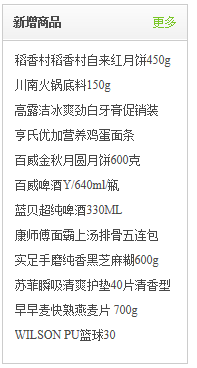 新增商品
更多
稻香村稻香村自来红月饼450g
川南火锅底料150g
高露洁冰爽劲白牙膏促销装
亨氏优加营养鸡蛋面条
百威金秋月圆月饼600克
百威啤酒Y/640ml/瓶
蓝贝超纯啤酒330ML
康师傅面霸上汤排骨五连包
实足手磨纯香黑芝麻糊600g
苏菲瞬吸清爽护垫40片清香型
早早麦快熟燕麦片 700g
WILSON PU篮球30